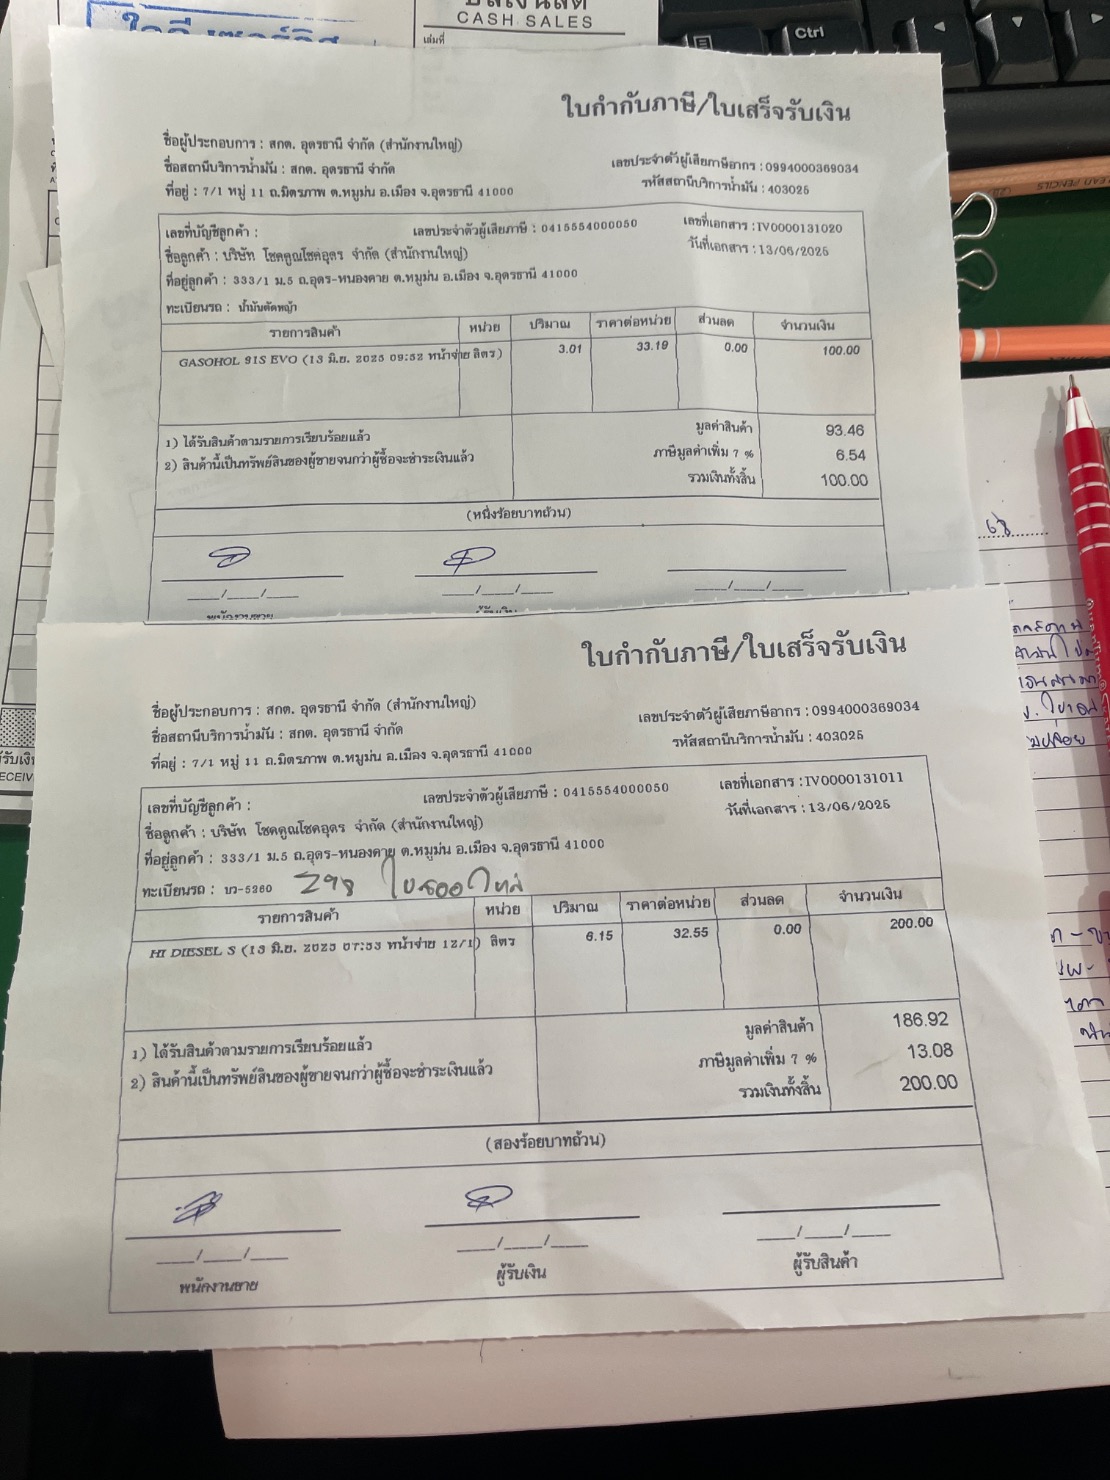 CASH SALES
เล่มที่
Ctrl
ใบกำกับภาษี/ใบเสร็จรับเงิน
ชื่อผู้ประกอบการ : สกต. อุดรธานี จำกัด (สำนักงานใหญ่)
ชื่อสถานีบริการน้ำมัน : สกต. อุดรธานี จำกัด
เลขประจำตัวผู้เสียภาษีอากร : 0994000369034
ที่อยู่ : 7/1 หมู่ 11 ถ.มิตรภาพ ต.หมูม่น อ.เมือง จ.อุดรธานี 41000
รหัสสถานีบริการน้ำมัน : 403025
เลขที่บัญชีลูกค้า : เลขประจำตัวผู้เสียภาษี : 0415554000050 เลขที่เอกสาร : IV0000131020
ชื่อลูกค้า : บริษัท โชคคูณโชคอุดร จำกัด (สำนักงานใหญ่) วันที่เอกสาร : 13/06/2025
ที่อยู่ลูกค้า : 333/1 ม.5 ถ.อุดร-หนองคาย ต.หมูม่น อ.เมือง จ.อุดรธานี 41000
ทะเบียนรถ : น้ำมันตัดหญ้า
รายการสินค้า หน่วย ปริมาณ ราคาต่อหน่วย ส่วนลด จำนวนเงิน
GASOHOL 91S EVO (13 มิ.ย. 2025 09:52 หน้าจ่าย ลิตร) 3.01 33.19 0.00 100.00
1) ได้รับสินค้าตามรายการเรียบร้อยแล้ว มูลค่าสินค้า 93.46
2) สินค้านี้เป็นทรัพย์สินของผู้ขายจนกว่าผู้ซื้อจะชำระเงินแล้ว ภาษีมูลค่าเพิ่ม 7 % 6.54
รวมเงินทั้งสิ้น 100.00
(หนึ่งร้อยบาทถ้วน)
___/___/___ ___/___/___ ___/___/___
ใบกำกับภาษี/ใบเสร็จรับเงิน
ชื่อผู้ประกอบการ : สกต. อุดรธานี จำกัด (สำนักงานใหญ่)
ชื่อสถานีบริการน้ำมัน : สกต. อุดรธานี จำกัด
เลขประจำตัวผู้เสียภาษีอากร : 0994000369034
ที่อยู่ : 7/1 หมู่ 11 ถ.มิตรภาพ ต.หมูม่น อ.เมือง จ.อุดรธานี 41000
รหัสสถานีบริการน้ำมัน : 403025
เลขที่บัญชีลูกค้า : เลขประจำตัวผู้เสียภาษี : 0415554000050 เลขที่เอกสาร : IV0000131011
ชื่อลูกค้า : บริษัท โชคคูณโชคอุดร จำกัด (สำนักงานใหญ่) วันที่เอกสาร : 13/06/2025
ที่อยู่ลูกค้า : 333/1 ม.5 ถ.อุดร-หนองคาย ต.หมูม่น อ.เมือง จ.อุดรธานี 41000
ทะเบียนรถ : บว-5260
รายการสินค้า หน่วย ปริมาณ ราคาต่อหน่วย ส่วนลด จำนวนเงิน
HI DIESEL S (13 มิ.ย. 2025 07:53 หน้าจ่าย 12/1) ลิตร 6.15 32.55 0.00 200.00
1) ได้รับสินค้าตามรายการเรียบร้อยแล้ว มูลค่าสินค้า 186.92
2) สินค้านี้เป็นทรัพย์สินของผู้ขายจนกว่าผู้ซื้อจะชำระเงินแล้ว ภาษีมูลค่าเพิ่ม 7 % 13.08
รวมเงินทั้งสิ้น 200.00
(สองร้อยบาทถ้วน)
___/___/___ ___/___/___ ___/___/___
พนักงานขาย ผู้รับเงิน ผู้รับสินค้า